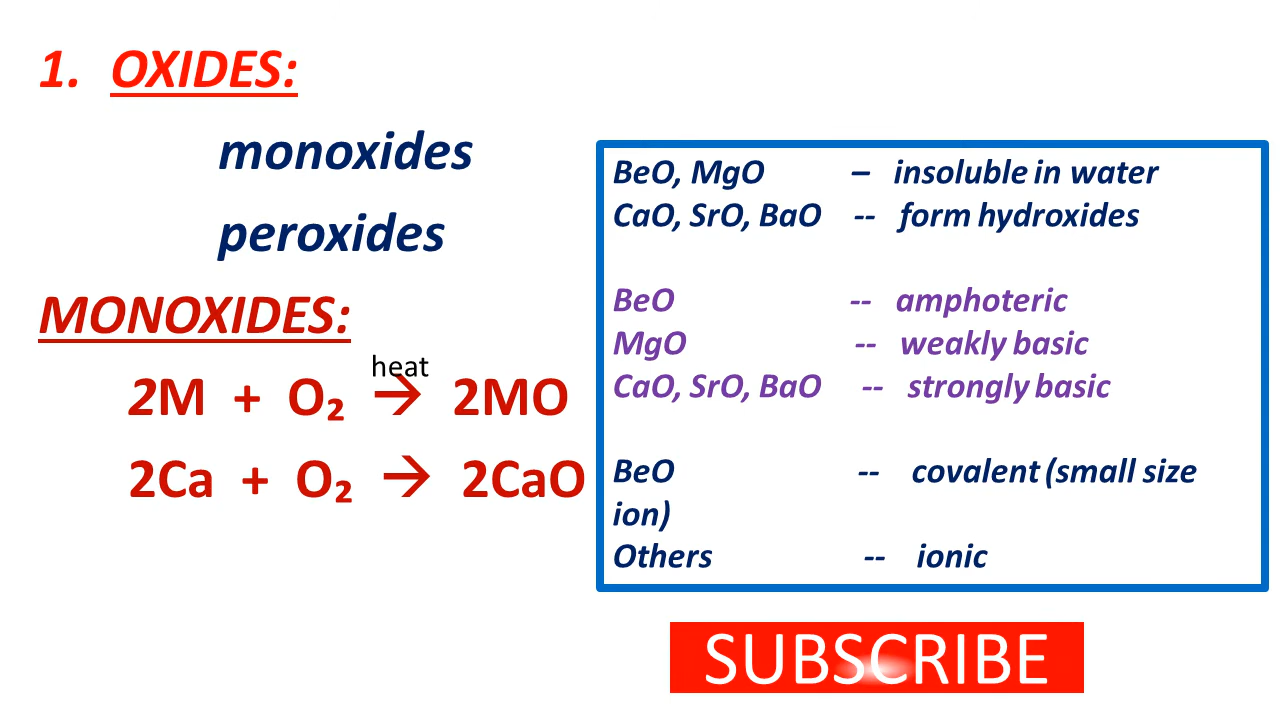 1. OXIDES:
monoxides
peroxides
MONOXIDES:
heat
2M + O₂ → 2MO
2Ca + O₂ → 2CaO
BeO, MgO – insoluble in water
CaO, SrO, BaO -- form hydroxides
BeO -- amphoteric
MgO -- weakly basic
CaO, SrO, BaO -- strongly basic
BeO -- covalent (small size
ion)
Others -- ionic
SUBSCRIBE